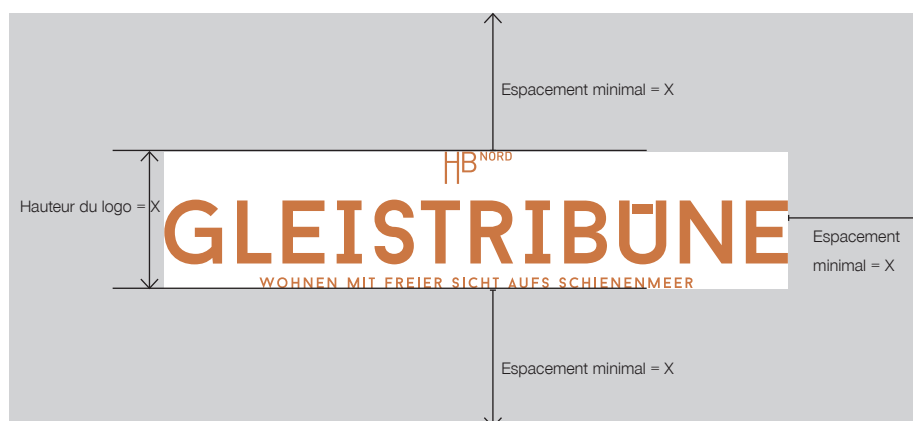 Espacement minimal = X
HB NORD
Hauteur du logo = X
GLEISTRIBÜNE
Espacement
minimal = X
WOHNEN MIT FREIER SICHT AUFS SCHIENENMEER
Espacement minimal = X